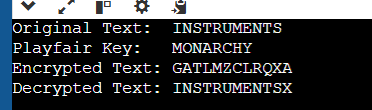 Original Text:  INSTRUMENTS
Playfair Key:   MONARCHY
Encrypted Text: GATLMZCLRQXA
Decrypted Text: INSTRUMENTSX